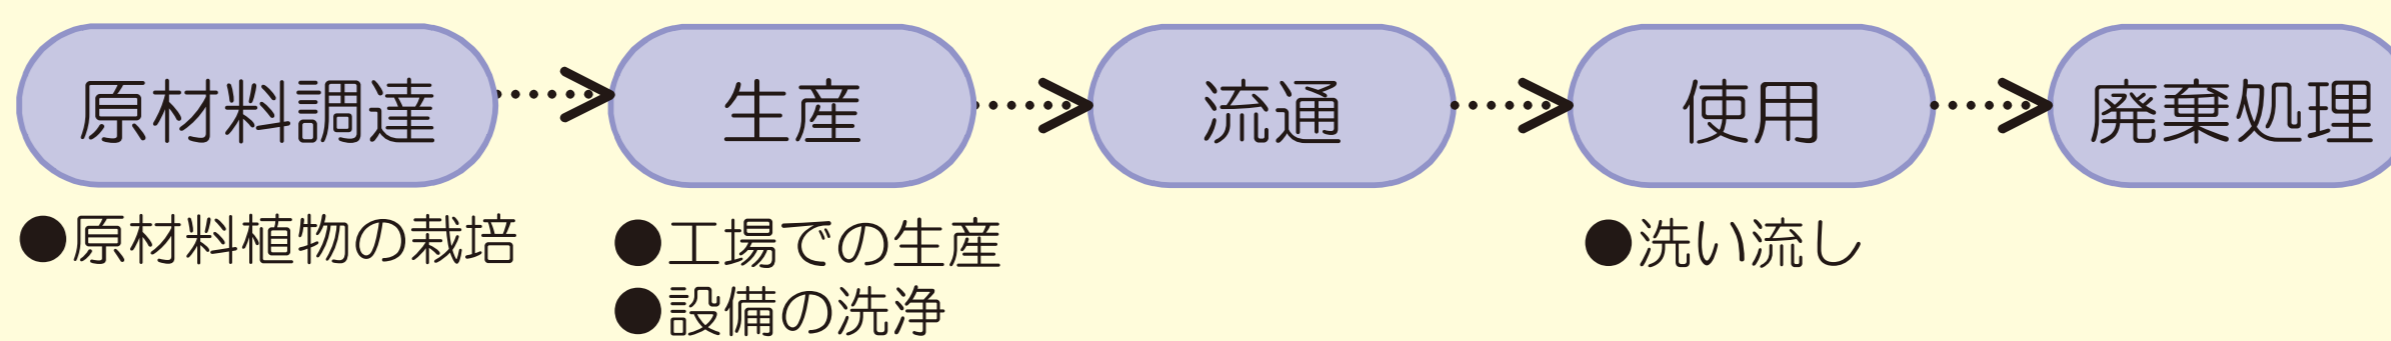 原材料調達
生産
流通
使用
廃棄処理
●原材料植物の栽培
●工場での生産
●設備の洗浄
●洗い流し